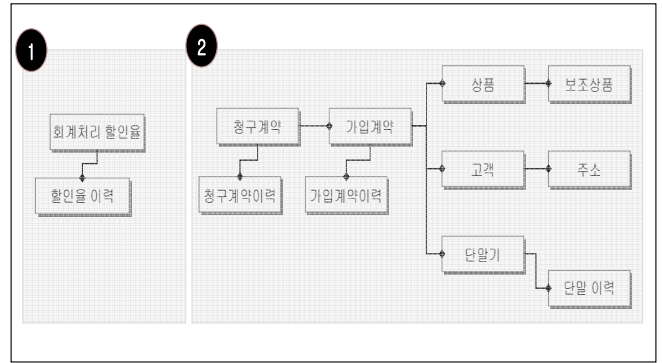 1
2
회계처리 할인율
할인율 이력
청구계약
가입계약
청구계약이력
가입계약이력
상품
보조상품
고객
주소
단말기
단말 이력